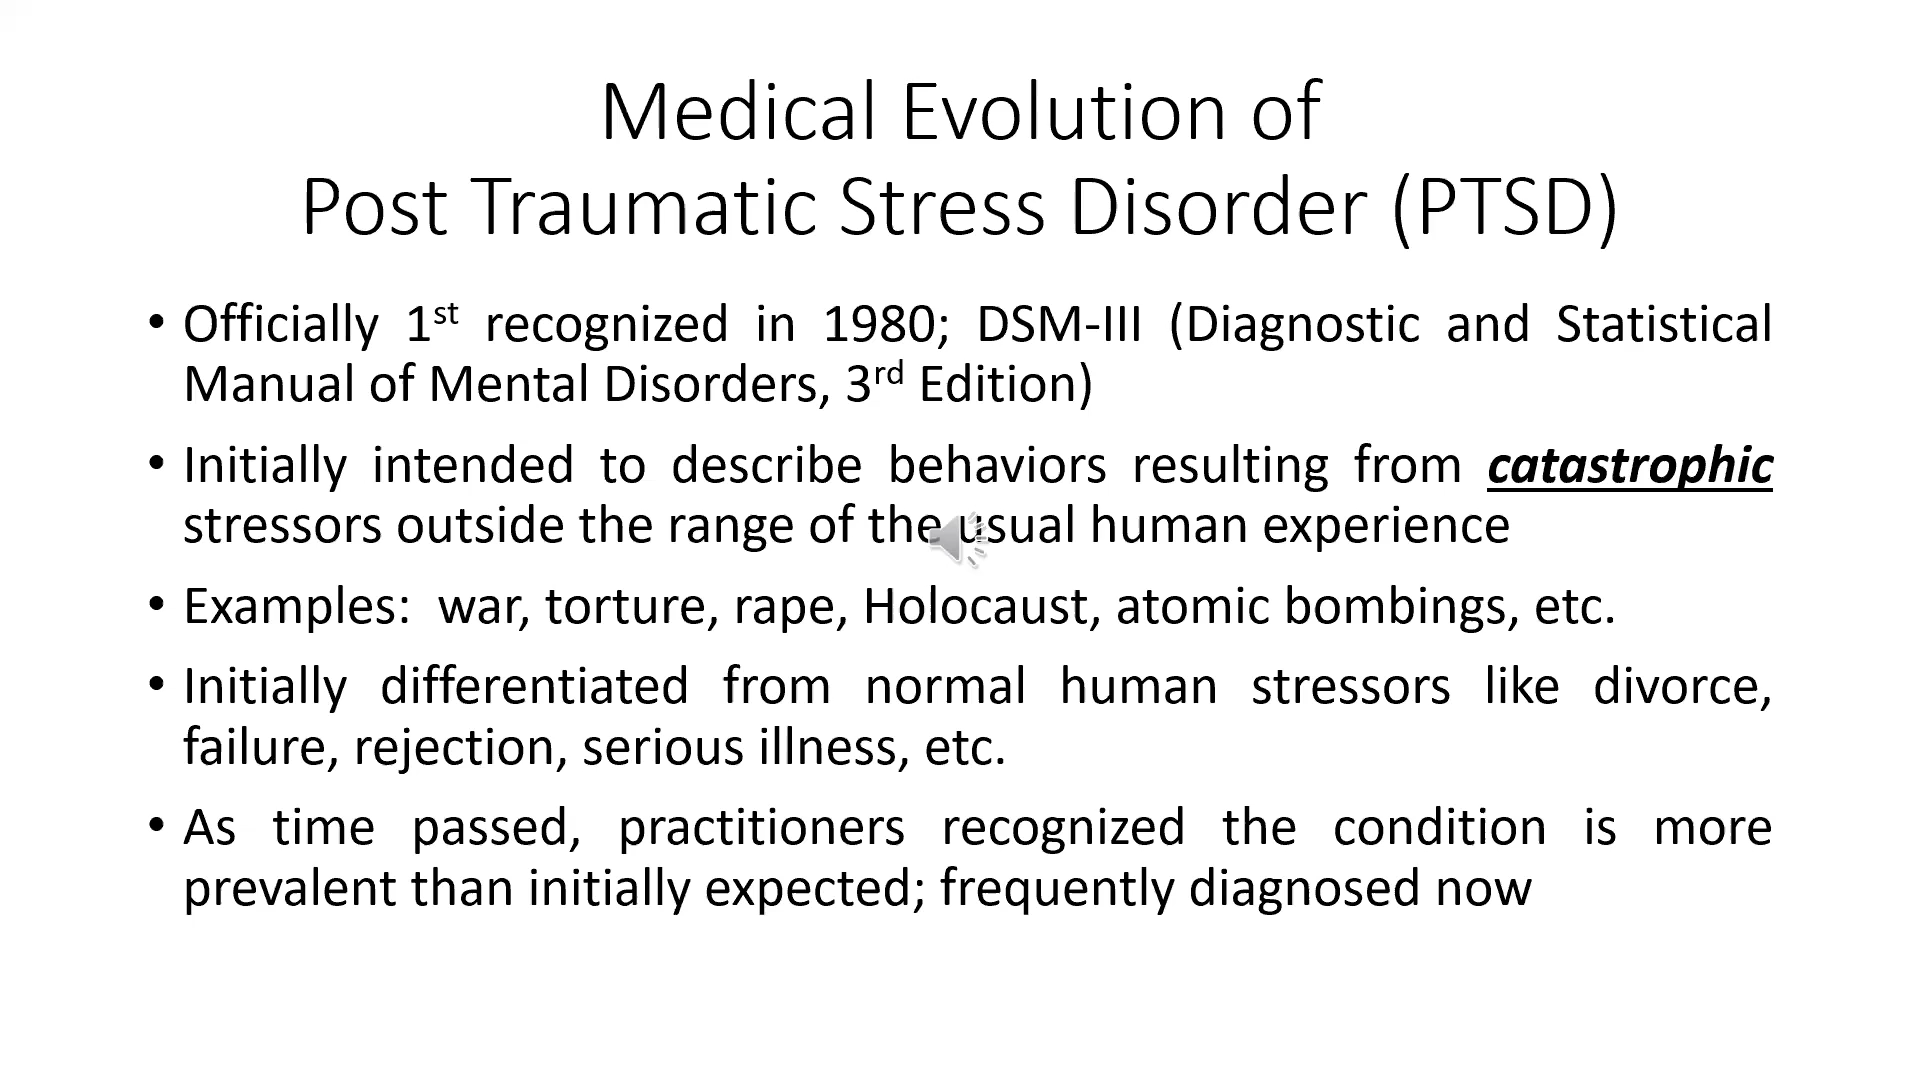 Medical Evolution of
Post Traumatic Stress Disorder (PTSD)
• Officially 1st recognized in 1980; DSM-III (Diagnostic and Statistical
Manual of Mental Disorders, 3rd Edition)
• Initially intended to describe behaviors resulting from catastrophic
stressors outside the range of the usual human experience
• Examples:  war, torture, rape, Holocaust, atomic bombings, etc.
• Initially differentiated from normal human stressors like divorce,
failure, rejection, serious illness, etc.
• As time passed, practitioners recognized the condition is more
prevalent than initially expected; frequently diagnosed now